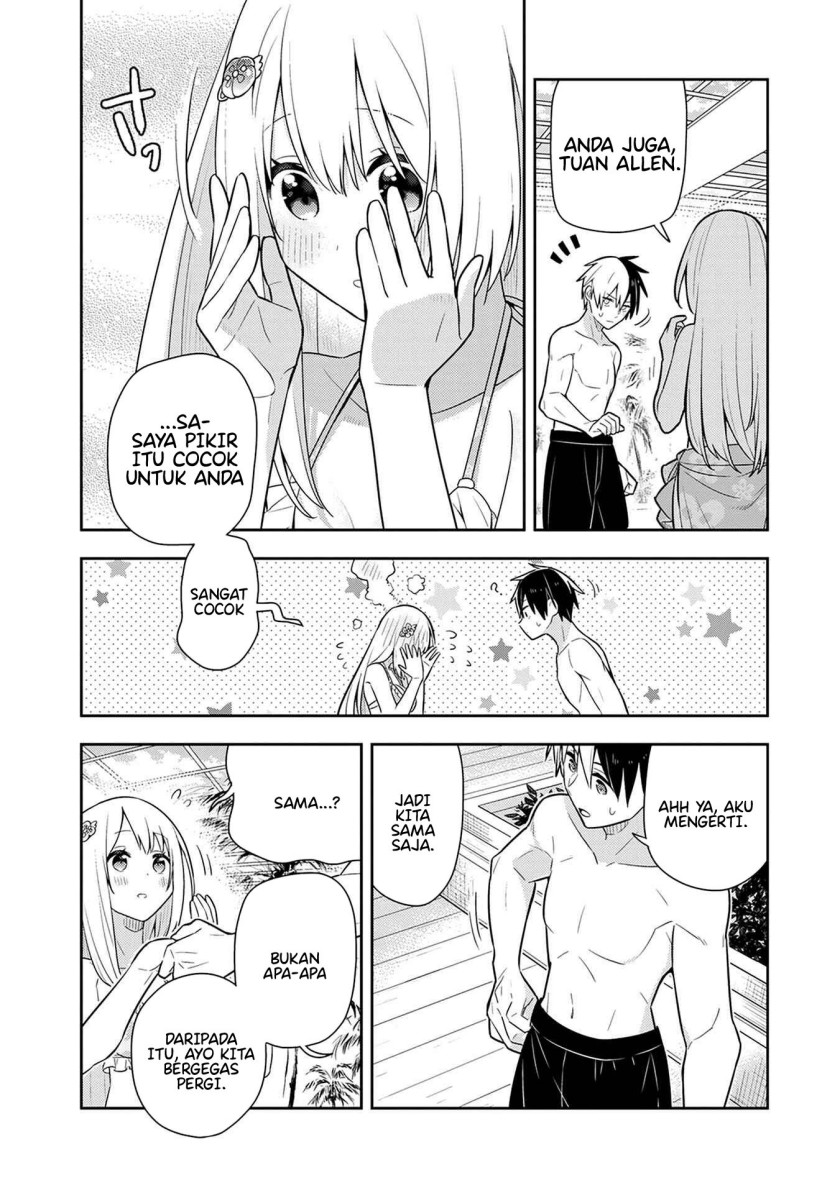 ANDA JUGA,
TUAN ALLEN.
...SA-
SAYA PIKIR
ITU COCOK
UNTUK ANDA
SANGAT
COCOK
?
AHH YA, AKU
MENGERTI.
JADI
KITA
SAMA
SAJA.
SAMA...?
BUKAN
APA-APA
DARIPADA
ITU, AYO KITA
BERGEGAS
PERGI.